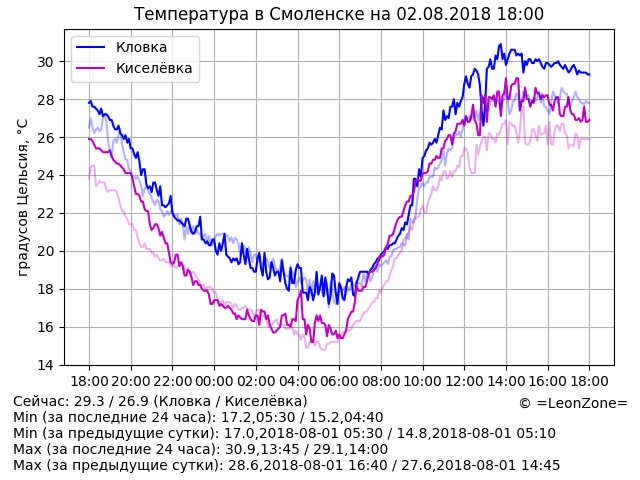 Температура в Смоленске на 02.08.2018 18:00
Кловка
Киселёвка
градусов Цельсия, °C
30
28
26
24
22
20
18
16
14
18:00 20:00 22:00 00:00 02:00 04:00 06:00 08:00 10:00 12:00 14:00 16:00 18:00
Сейчас: 29.3 / 26.9 (Кловка / Киселёвка)
© =LeonZone=
Min (за последние 24 часа): 17.2,05:30 / 15.2,04:40
Min (за предыдущие сутки): 17.0,2018-08-01 05:30 / 14.8,2018-08-01 05:10
Max (за последние 24 часа): 30.9,13:45 / 29.1,14:00
Max (за предыдущие сутки): 28.6,2018-08-01 16:40 / 27.6,2018-08-01 14:45